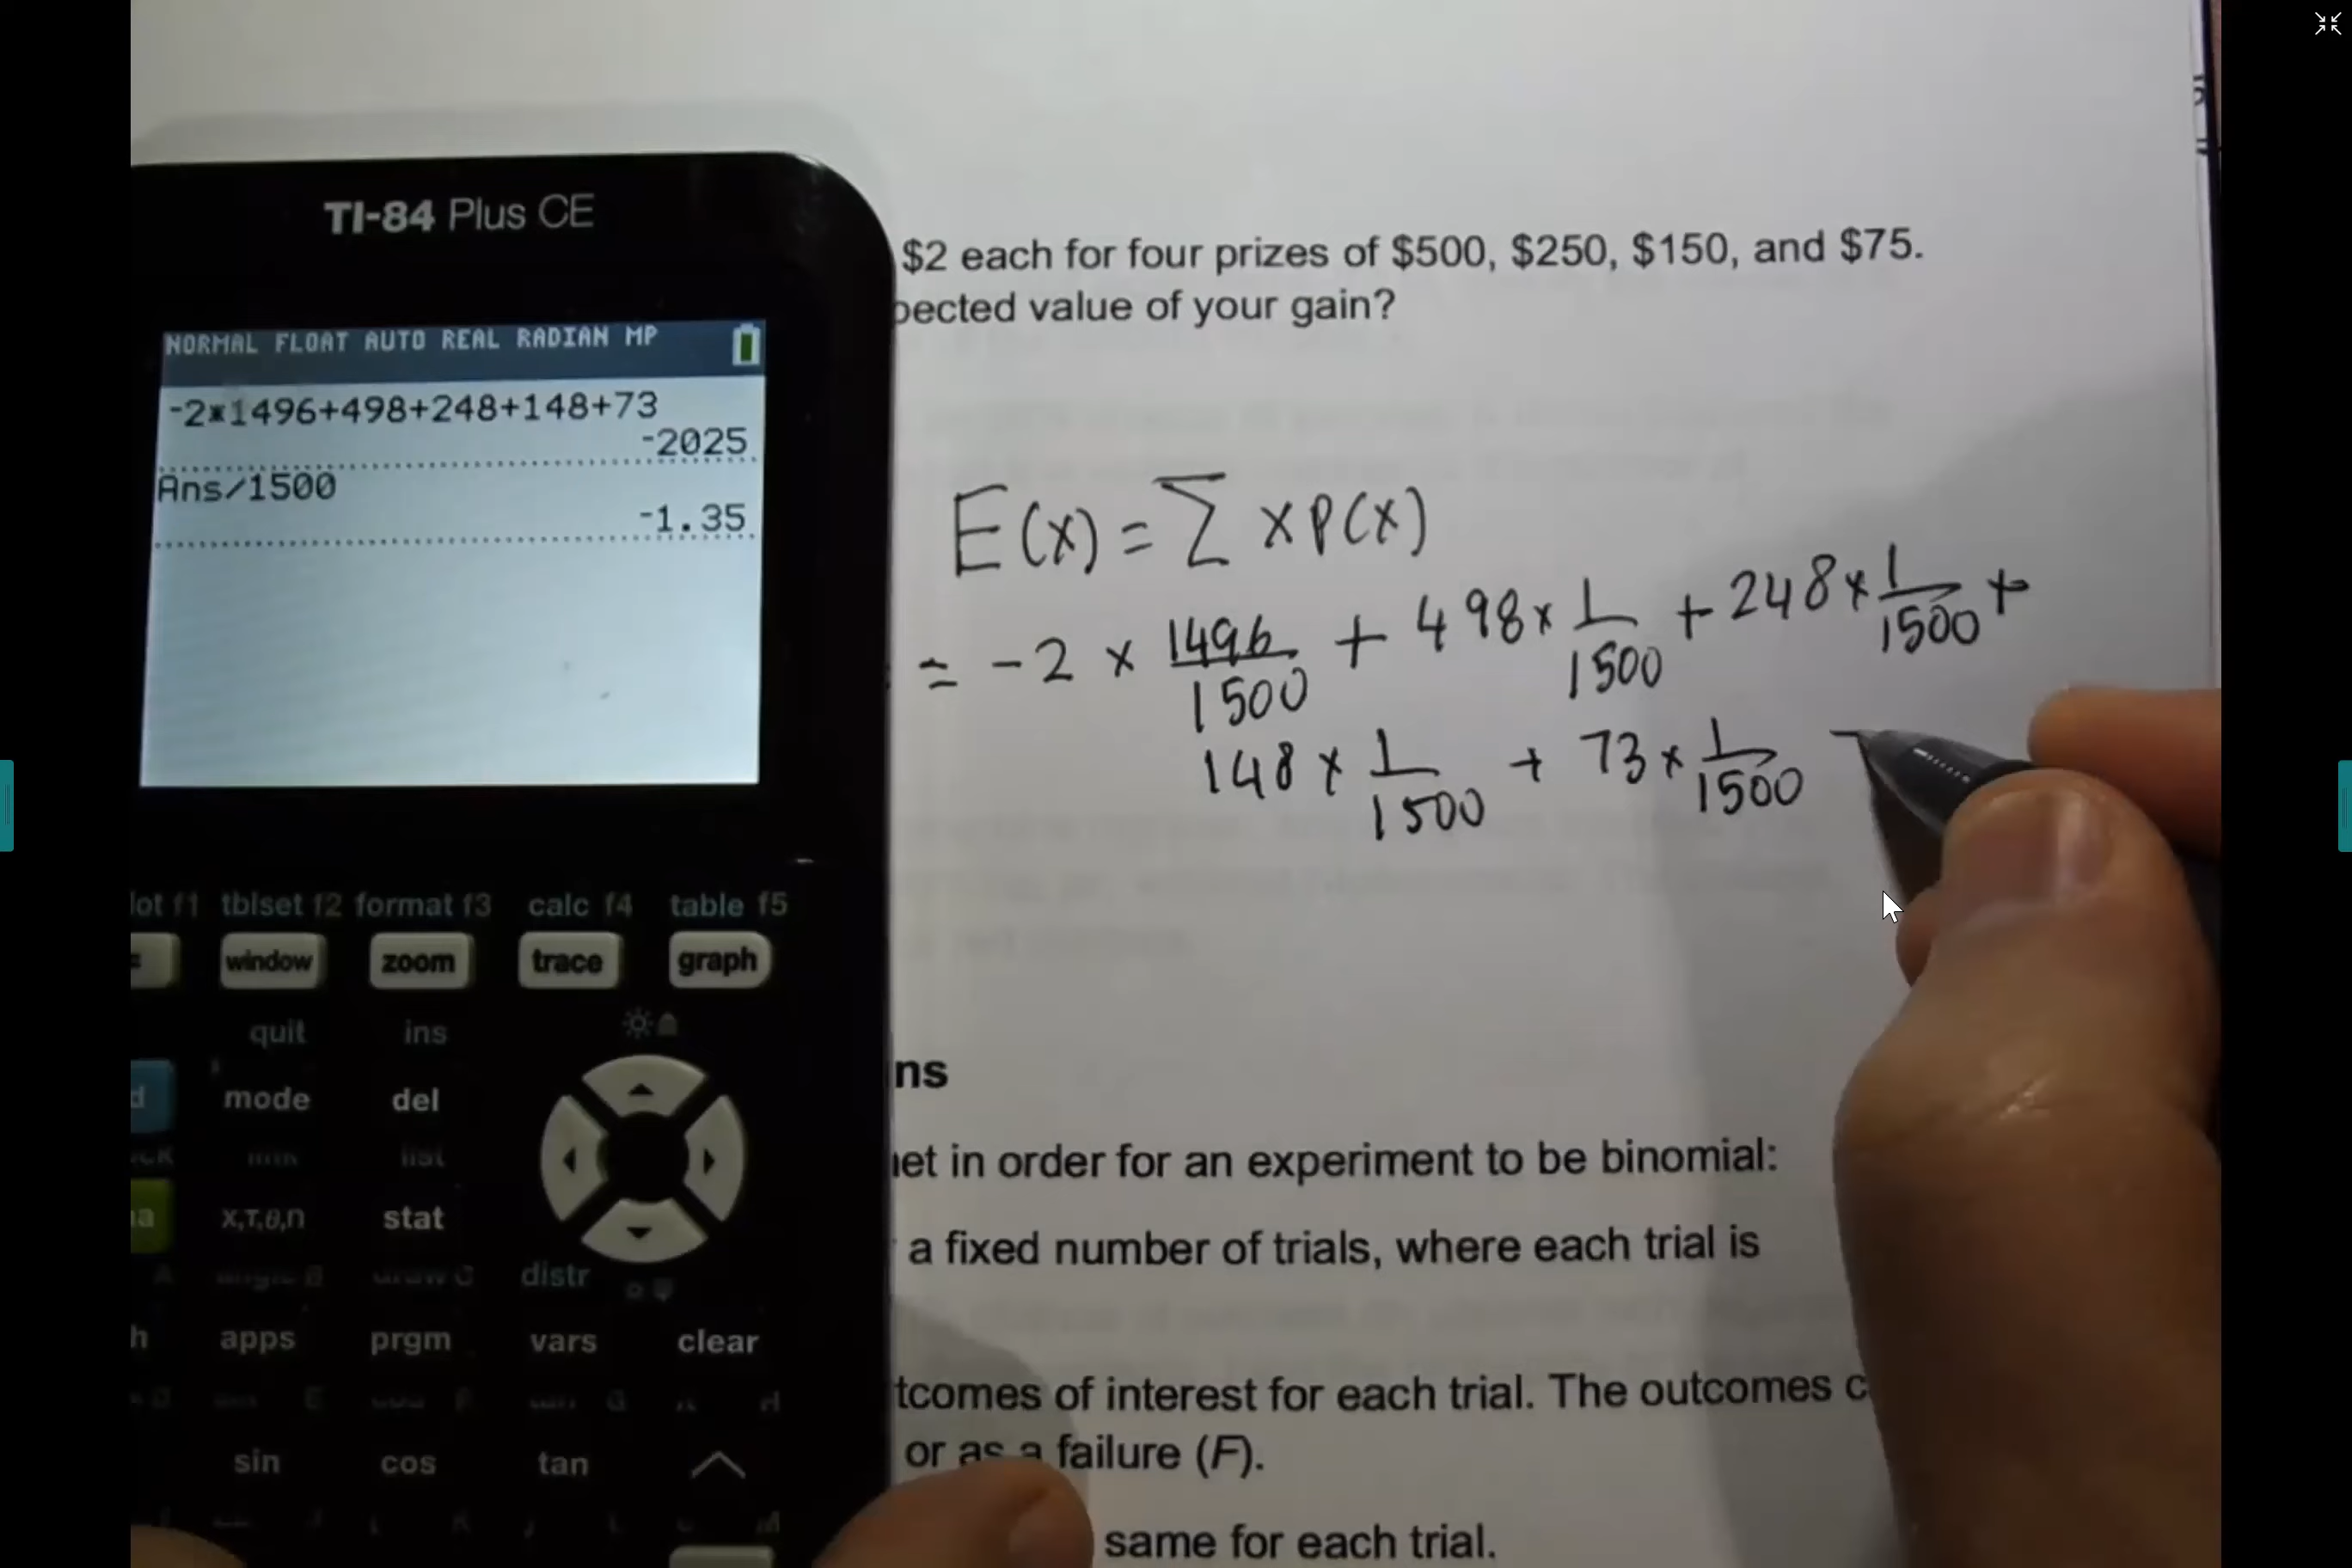 TI-84 Plus CE
NORMAL FLOAT AUTO REAL RADIAN MP
-2*1496+498+248+148+73
-2025
Ans/1500
-1.35
$2 each for four prizes of $500, $250, $150, and $75.
pected value of your gain?
E(x) = Σ x P(x)
= -2 × 1496/1500 + 498 × 1/1500 + 248 × 1/1500 +
148 × 1/1500 + 73 × 1/1500
lot f1 tblset f2 format f3 calc f4 table f5
window zoom trace graph
quit ins
mode del
list
X,T,θ,n stat
distr
apps prgm vars clear
sin cos tan
ns
et in order for an experiment to be binomial:
a fixed number of trials, where each trial is
tcomes of interest for each trial. The outcomes c
or as a failure (F).
same for each trial.